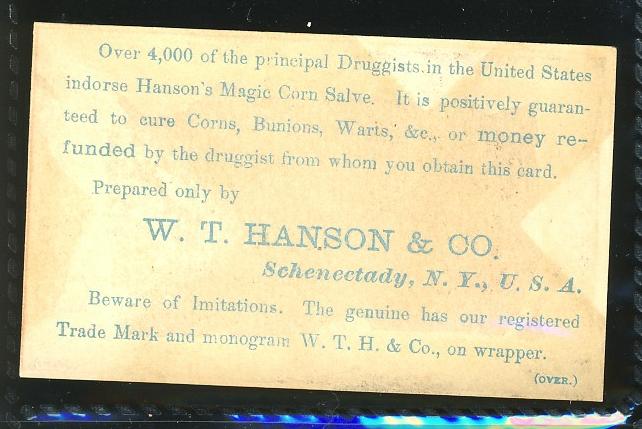 Over 4,000 of the principal Druggists in the United States
indorse Hanson's Magic Corn Salve. It is positively guaran-
teed to cure Corns, Bunions, Warts, &c., or money re-
funded by the druggist from whom you obtain this card.
Prepared only by
W. T. HANSON & CO.
Schenectady, N. Y., U. S. A.
Beware of Imitations. The genuine has our registered
Trade Mark and monogram W. T. H. & Co., on wrapper.
(OVER.)